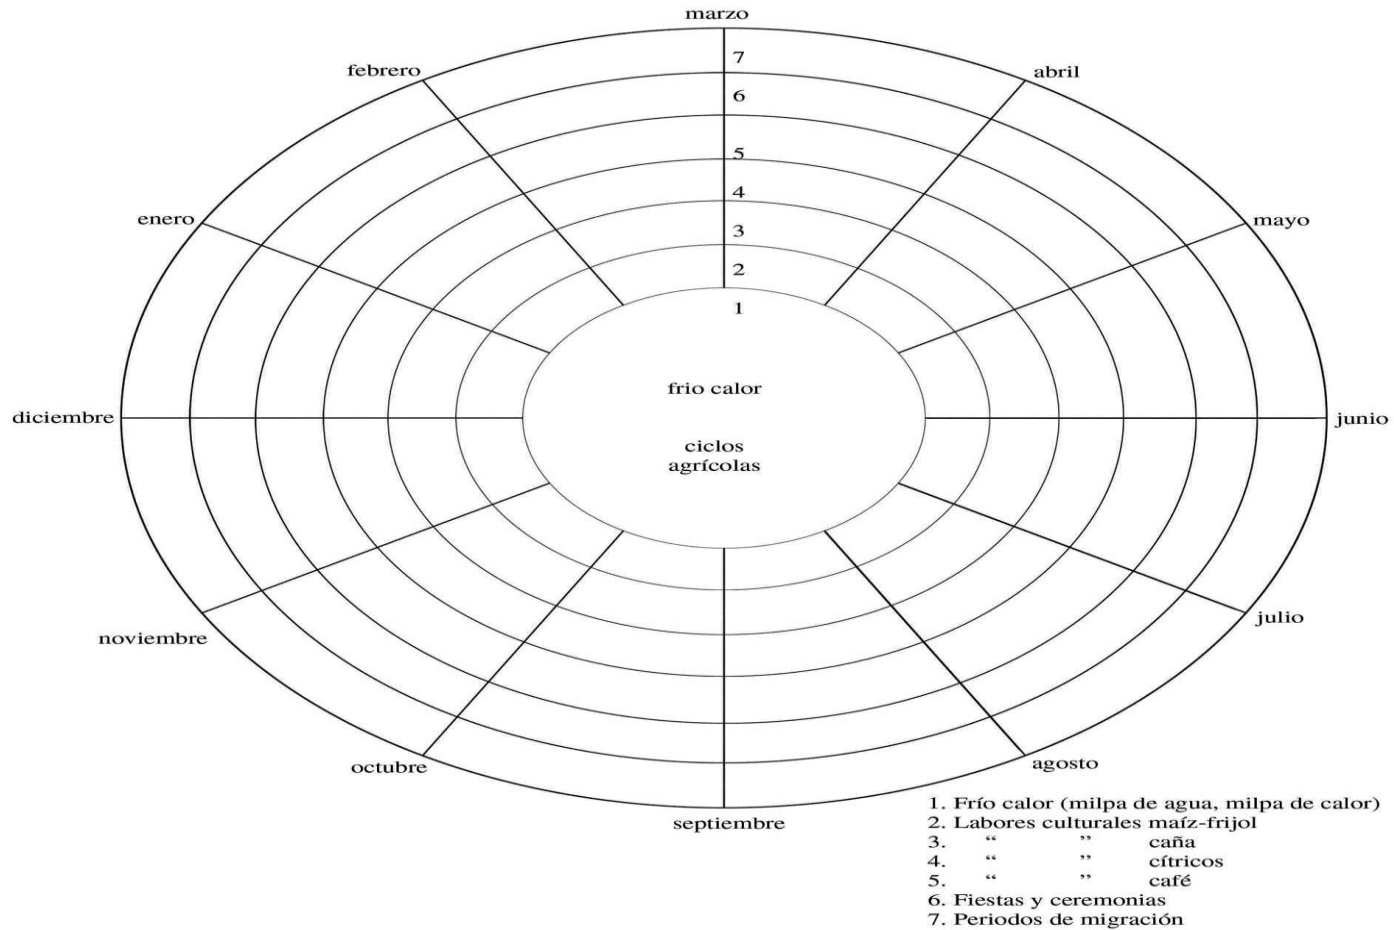 marzo
7
febrero
abril
6
5
4
enero
mayo
3
2
1
frio calor
diciembre
junio
ciclos
agrícolas
julio
noviembre
octubre
agosto
septiembre
1. Frío calor (milpa de agua, milpa de calor)
2. Labores culturales maíz-frijol
3. “ ” caña
4. “ ” cítricos
5. “ ” café
6. Fiestas y ceremonias
7. Periodos de migración